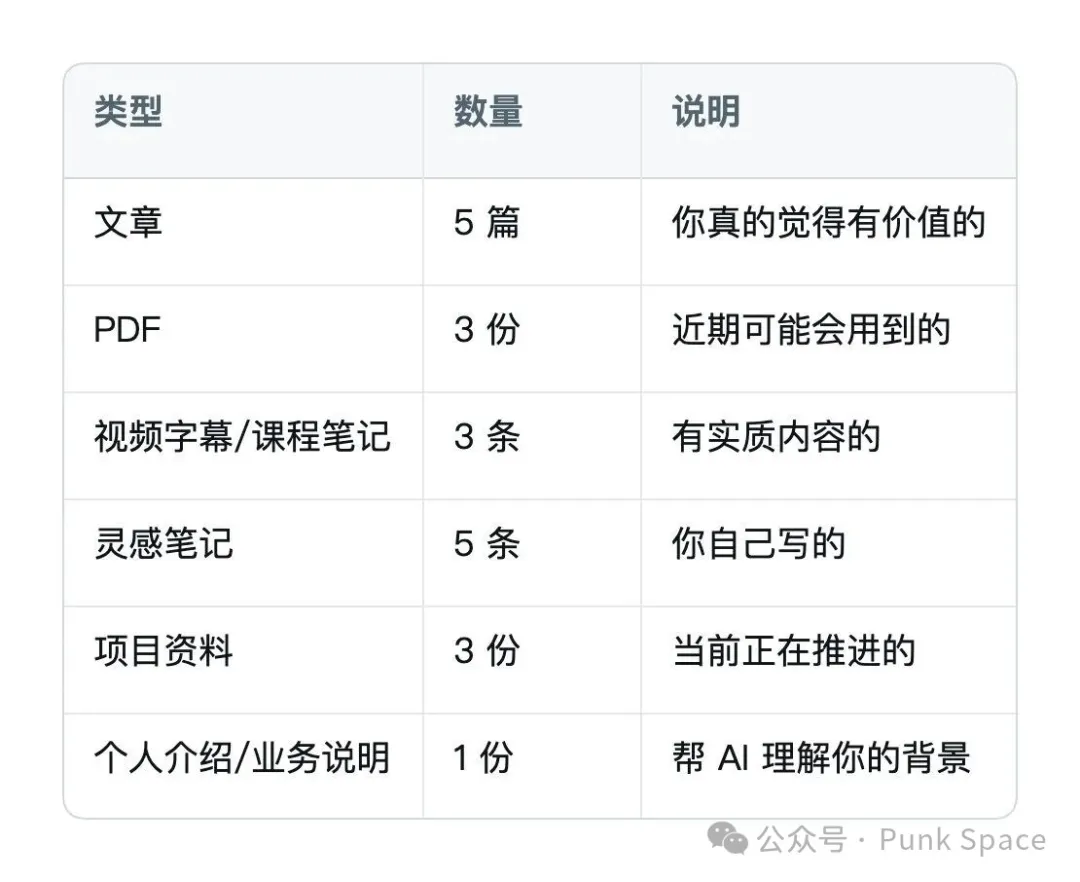 类型 数量 说明
文章 5 篇 你真的觉得有价值的
PDF 3 份 近期可能会用到的
视频字幕/课程笔记 3 条 有实质内容的
灵感笔记 5 条 你自己写的
项目资料 3 份 当前正在推进的
个人介绍/业务说明 1 份 帮 AI 理解你的背景
公众号 · Punk Space